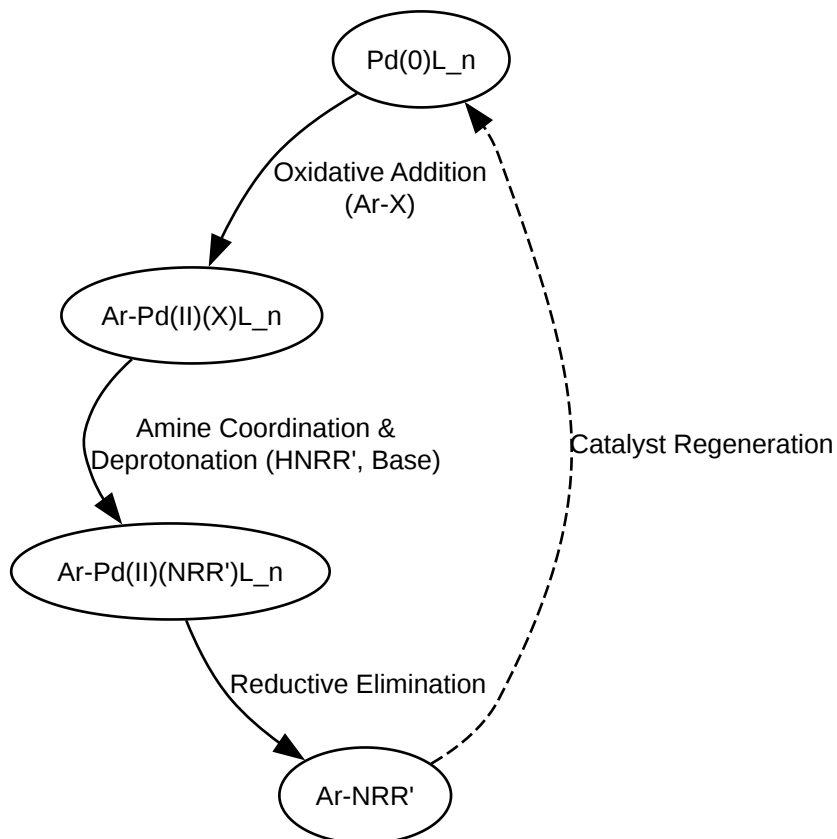 Pd(0)L_n
Oxidative Addition
(Ar-X)
Ar-Pd(II)(X)L_n
Amine Coordination &
Deprotonation (HNRR', Base)
Catalyst Regeneration
Ar-Pd(II)(NRR')L_n
Reductive Elimination
Ar-NRR'